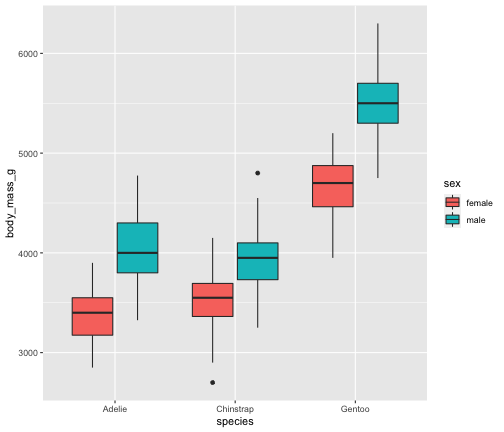 body_mass_g
6000
5000
4000
3000
Adelie
Chinstrap
Gentoo
species
sex
female
male